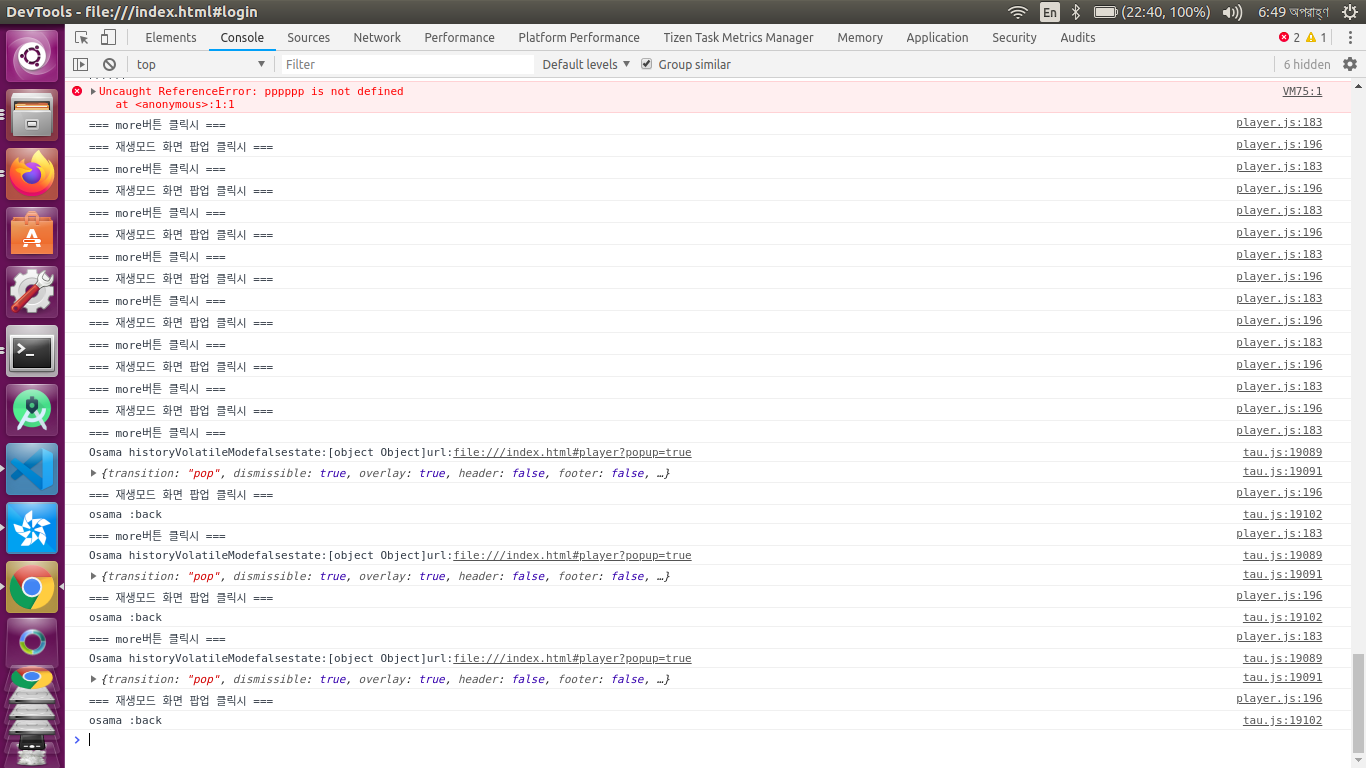 DevTools - file:///index.html#login
En
(22:40, 100%)
6:49 অপরাহ্ণ
Elements Console Sources Network Performance Platform Performance Tizen Task Metrics Manager Memory Application Security Audits
2 1
top
Filter
Default levels
Group similar
6 hidden
Uncaught ReferenceError: pppppp is not defined VM75:1
at <anonymous>:1:1
=== more버튼 클릭시 === player.js:183
=== 재생모드 화면 팝업 클릭시 === player.js:196
=== more버튼 클릭시 === player.js:183
=== 재생모드 화면 팝업 클릭시 === player.js:196
=== more버튼 클릭시 === player.js:183
=== 재생모드 화면 팝업 클릭시 === player.js:196
=== more버튼 클릭시 === player.js:183
=== 재생모드 화면 팝업 클릭시 === player.js:196
=== more버튼 클릭시 === player.js:183
=== 재생모드 화면 팝업 클릭시 === player.js:196
=== more버튼 클릭시 === player.js:183
=== 재생모드 화면 팝업 클릭시 === player.js:196
=== more버튼 클릭시 === player.js:183
=== 재생모드 화면 팝업 클릭시 === player.js:196
=== more버튼 클릭시 === player.js:183
Osama historyVolatileModefalsestate:[object Object]url:file:///index.html#player?popup=true tau.js:19089
{transition: "pop", dismissible: true, overlay: true, header: false, footer: false, …} tau.js:19091
=== 재생모드 화면 팝업 클릭시 === player.js:196
osama :back tau.js:19102
=== more버튼 클릭시 === player.js:183
Osama historyVolatileModefalsestate:[object Object]url:file:///index.html#player?popup=true tau.js:19089
{transition: "pop", dismissible: true, overlay: true, header: false, footer: false, …} tau.js:19091
=== 재생모드 화면 팝업 클릭시 === player.js:196
osama :back tau.js:19102
=== more버튼 클릭시 === player.js:183
Osama historyVolatileModefalsestate:[object Object]url:file:///index.html#player?popup=true tau.js:19089
{transition: "pop", dismissible: true, overlay: true, header: false, footer: false, …} tau.js:19091
=== 재생모드 화면 팝업 클릭시 === player.js:196
osama :back tau.js:19102